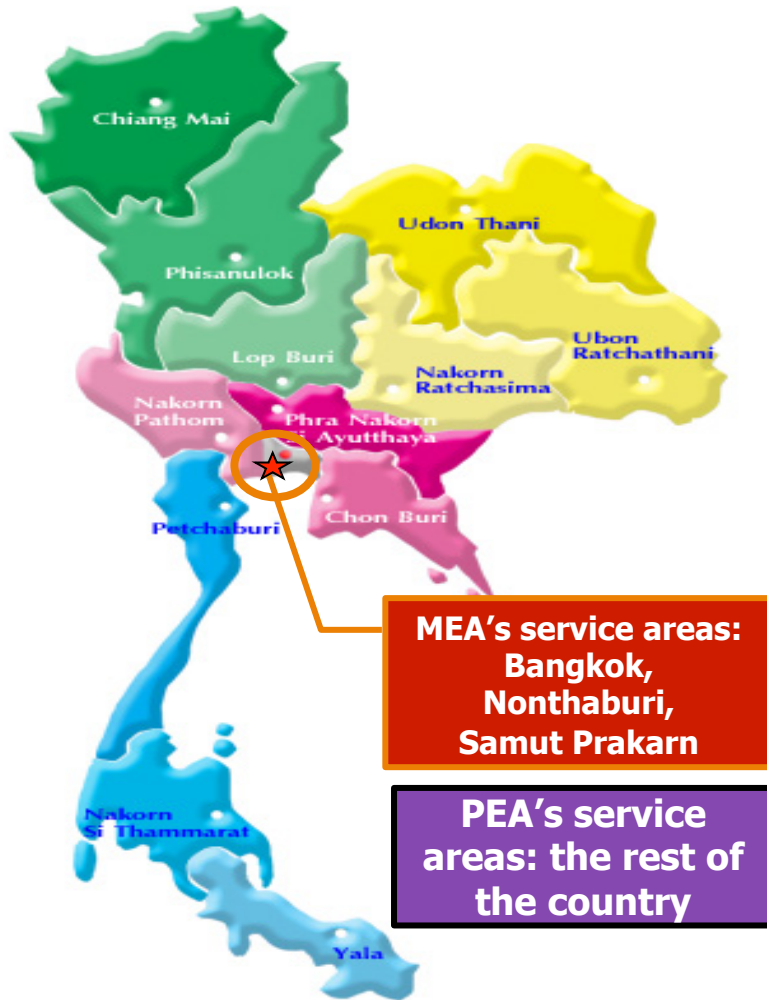 Chiang Mai
Udon Thani
Phisanulok
Ubon
Ratchathani
Lop Buri
Nakorn
Ratchasima
Nakorn
Pathom
Phra Nakorn
Si Ayutthaya
Chon Buri
Petchaburi
MEA’s service areas:
Bangkok,
Nonthaburi,
Samut Prakarn
PEA’s service
areas: the rest of
the country
Nakorn
Si Thammarat
Yala